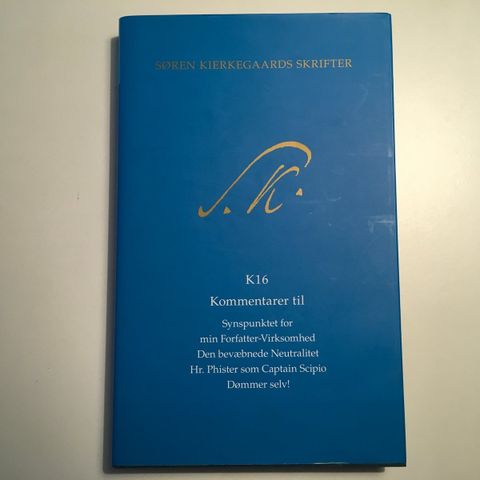 SØREN KIERKEGAARDS SKRIFTER
S. K.
K16
Kommentarer til
Synspunktet for
min Forfatter-Virksomhed
Den bevæbnede Neutralitet
Hr. Phister som Captain Scipio
Dømmer selv!